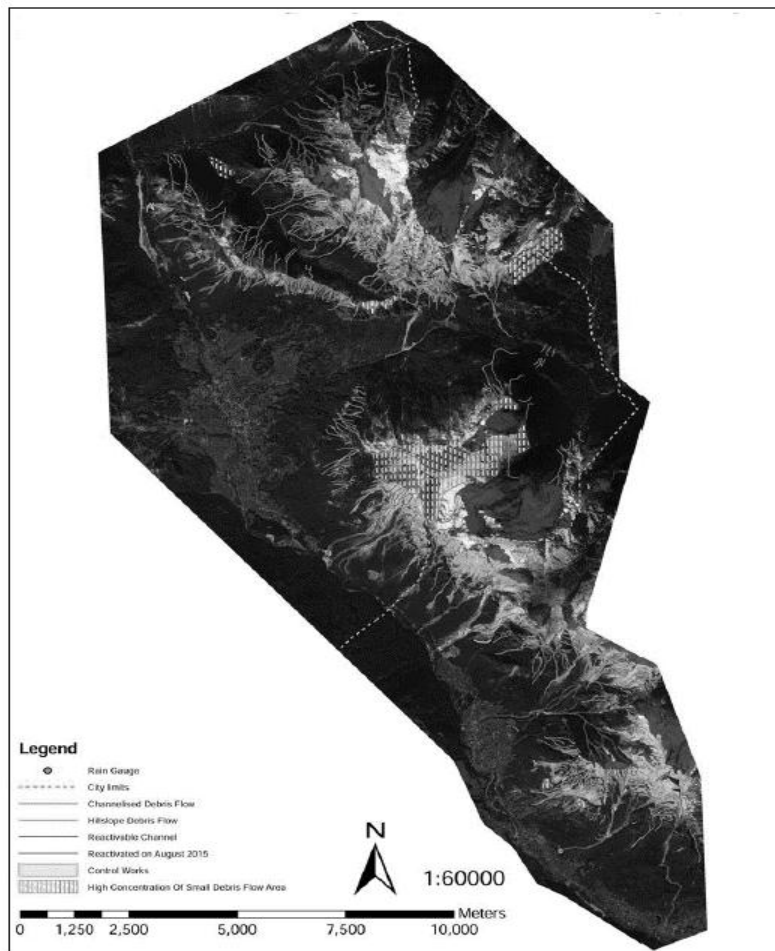 Legend
Rain Gauge
City limits
Channelised Debris Flow
Hillslope Debris Flow
Reactivable Channel
Reactivated on August 2015
Control Works
High Concentration Of Small Debris Flow Area
N
1:60000
Meters
0 1,250 2,500 5,000 7,500 10,000